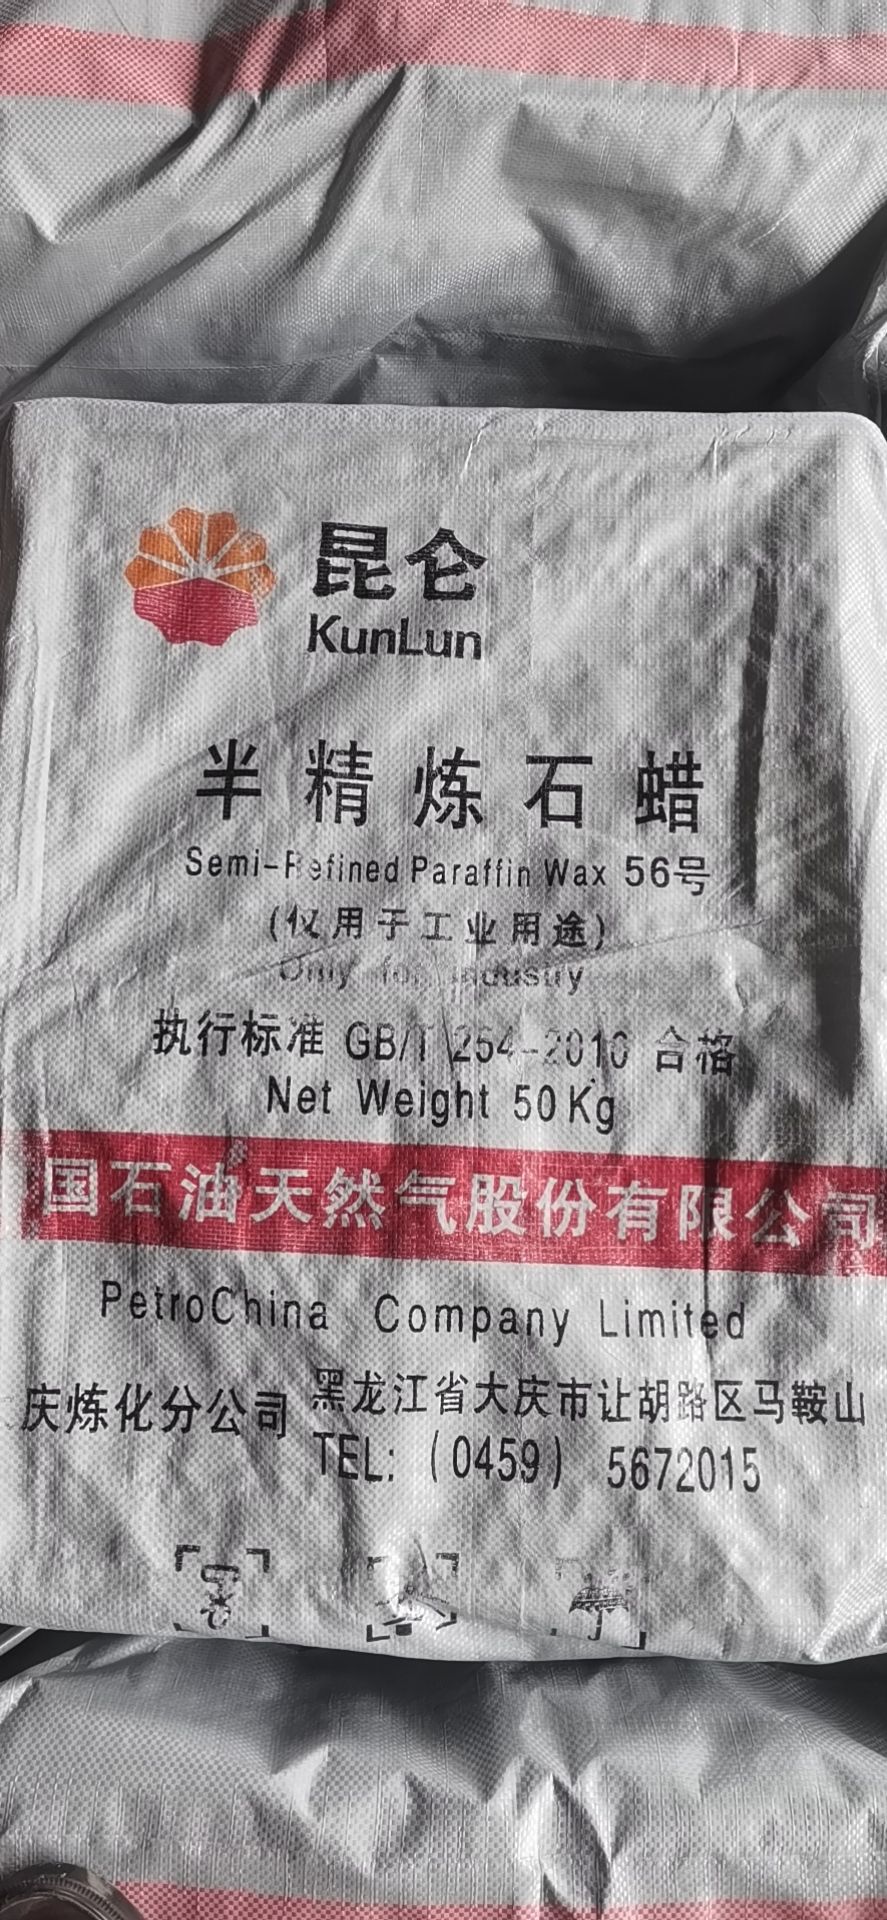 昆仑
KunLun
半精炼石蜡
Semi-Refined Paraffin Wax 56号
(仅用于工业用途)
Only for industry
执行标准 GB/T 254-2010 合格
Net Weight 50Kg
国石油天然气股份有限公司
PetroChina Company Limited
庆炼化分公司 黑龙江省大庆市让胡路区马鞍山
TEL: (0459) 5672015